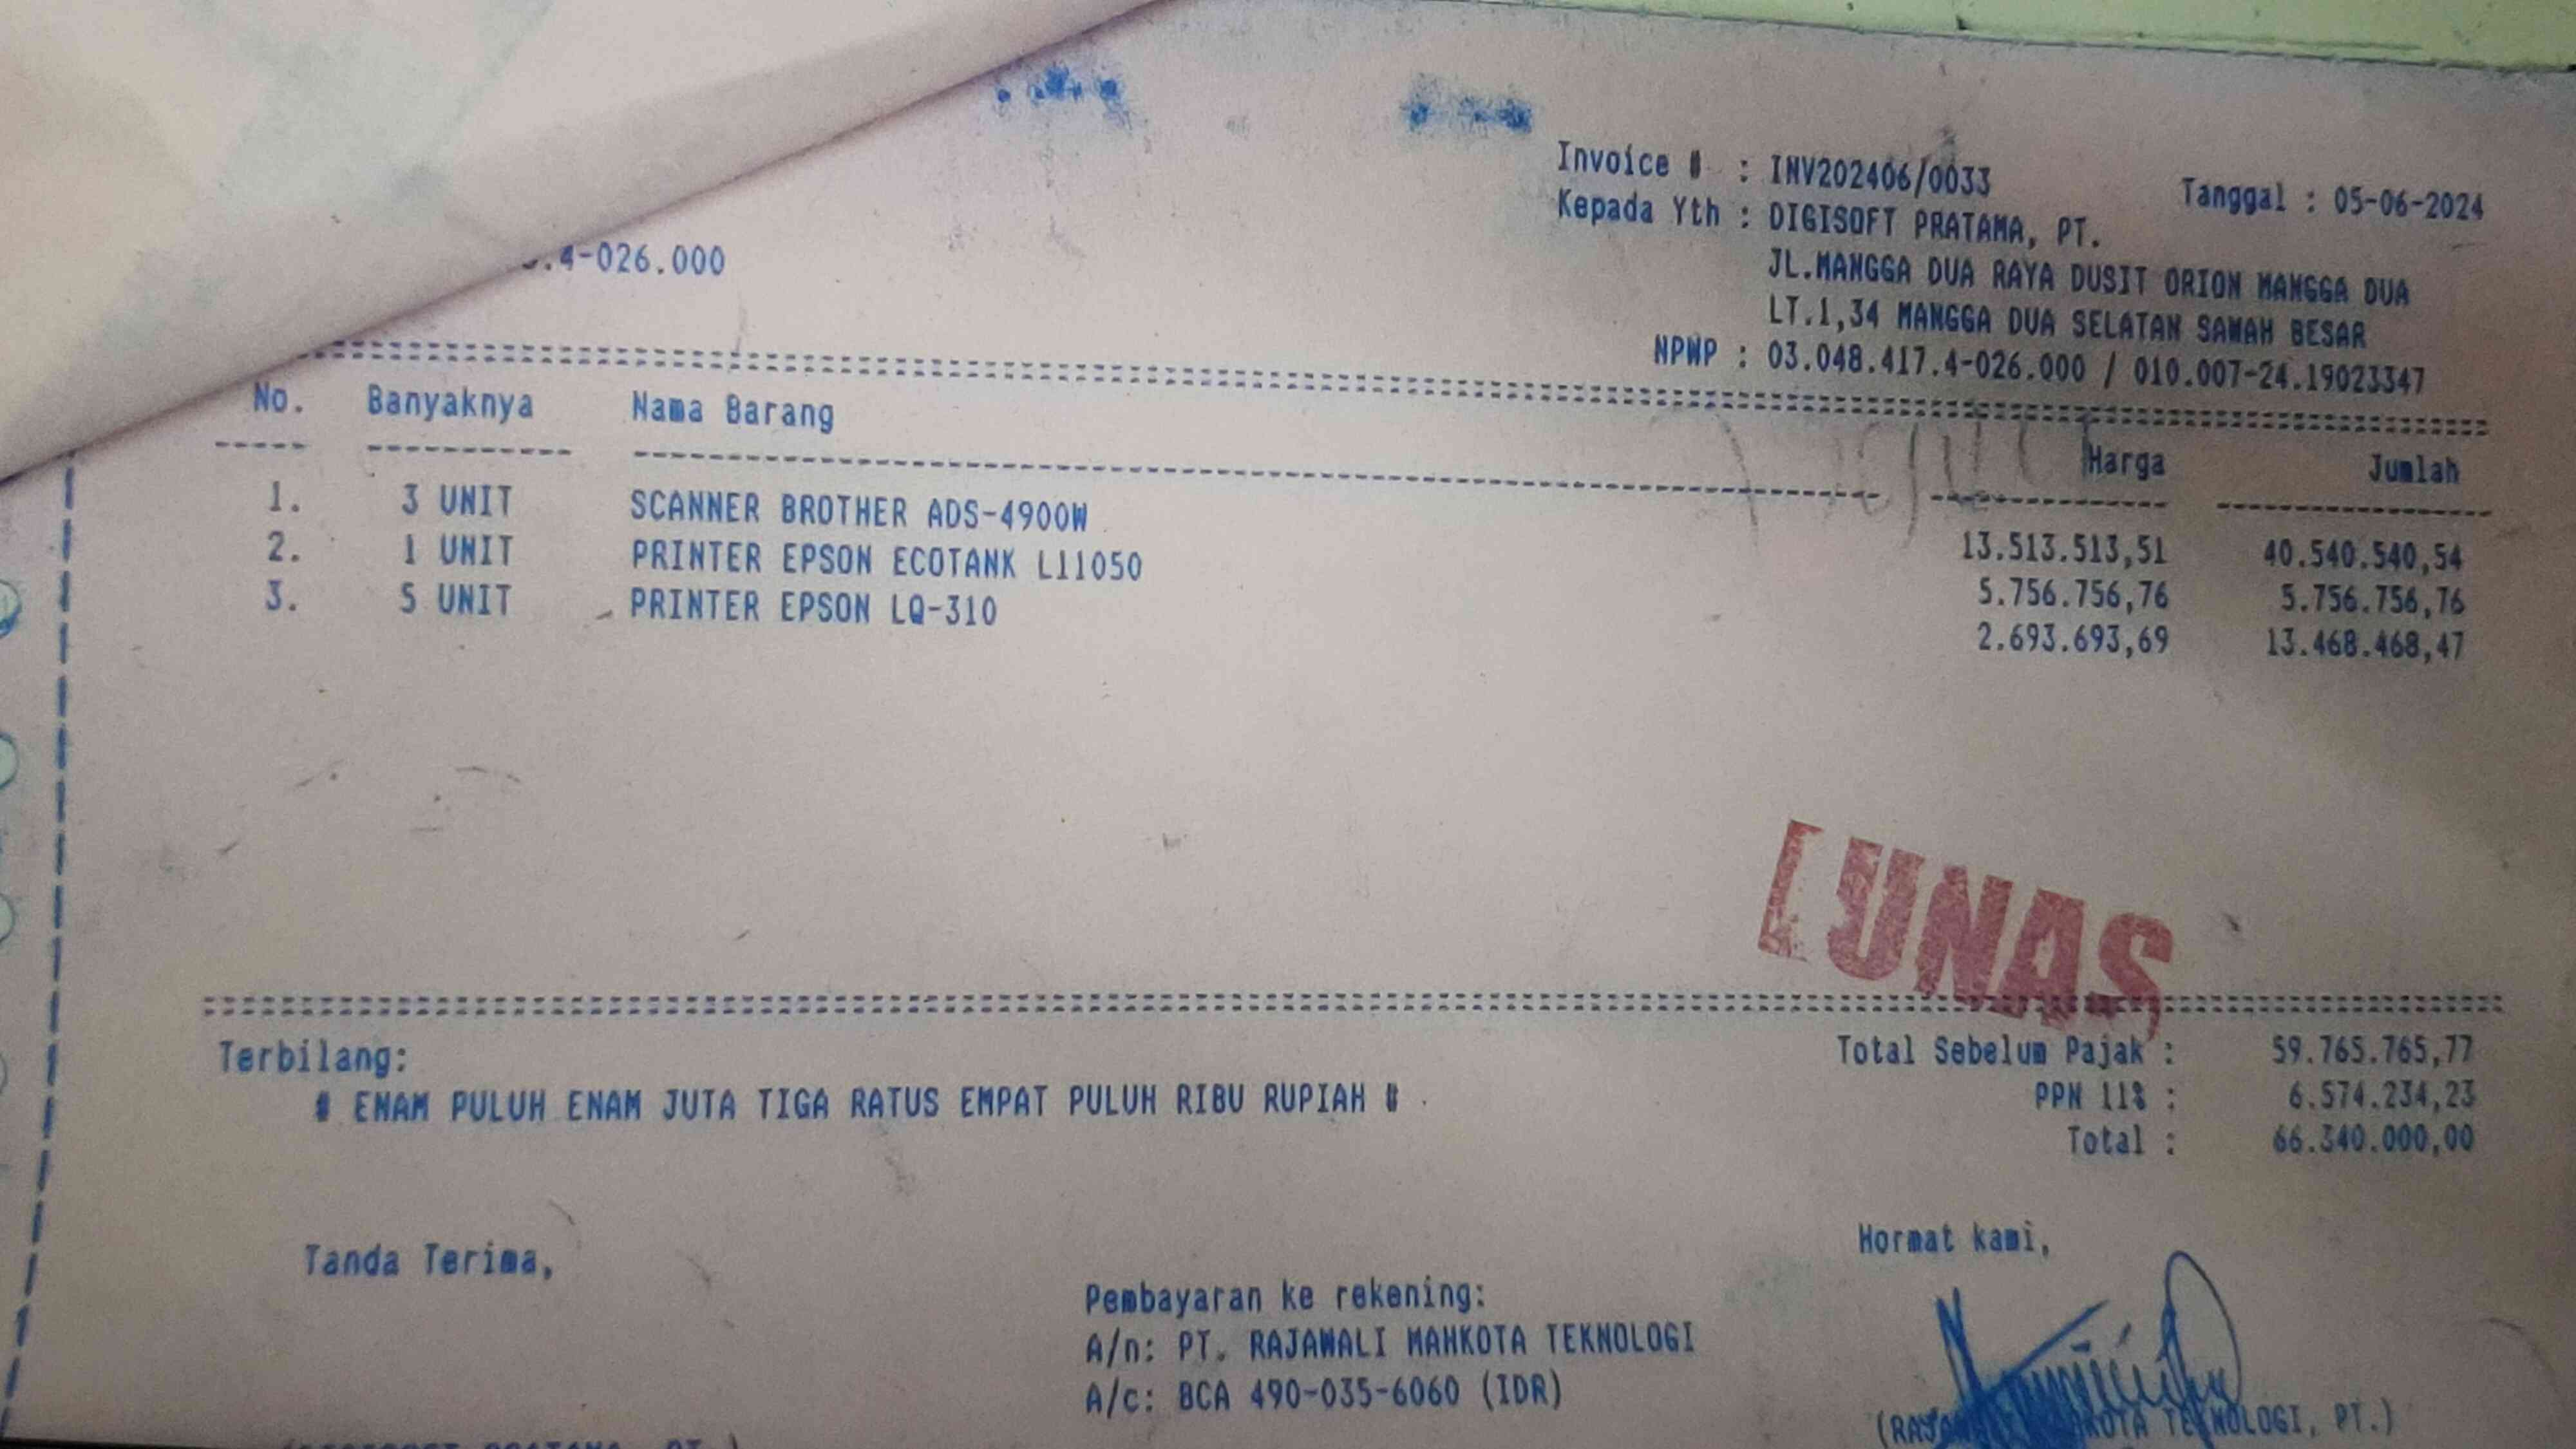 Invoice # : INV202406/0033 Tanggal : 05-06-2024
Kepada Yth : DIGISOFT PRATAMA, PT.
.4-026.000
JL.MANGGA DUA RAYA DUSIT ORION MANGGA DUA
LT.1,34 MANGGA DUA SELATAN SAWAH BESAR
NPWP : 03.048.417.4-026.000 / 010.007-24.19023347
No. Banyaknya Nama Barang Harga Jumlah
1. 3 UNIT SCANNER BROTHER ADS-4900W 13.513.513,51 40.540.540,54
2. 1 UNIT PRINTER EPSON ECOTANK L11050 5.756.756,76 5.756.756,76
3. 5 UNIT PRINTER EPSON LQ-310 2.693.693,69 13.468.468,47
LUNAS
Terbilang: Total Sebelum Pajak : 59.765.765,77
# ENAM PULUH ENAM JUTA TIGA RATUS EMPAT PULUH RIBU RUPIAH # PPN 11% : 6.574.234,23
Total : 66.340.000,00
Tanda Terima, Hormat kami,
Pembayaran ke rekening:
A/n: PT. RAJAWALI MAHKOTA TEKNOLOGI
A/c: BCA 490-035-6060 (IDR)
TEKNOLOGI, PT.)